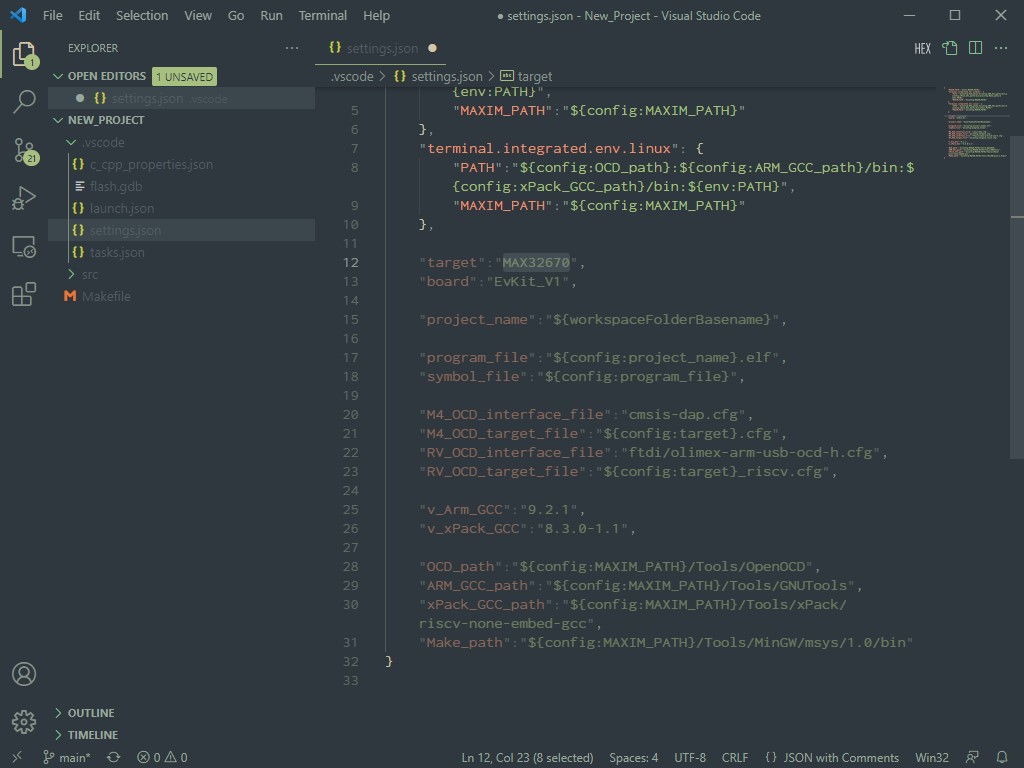 File Edit Selection View Go Run Terminal Help
● settings.json - New_Project - Visual Studio Code
EXPLORER
OPEN EDITORS 1 UNSAVED
{} settings.json .vscode
NEW_PROJECT
.vscode
{} c_cpp_properties.json
flash.gdb
{} launch.json
{} settings.json
{} tasks.json
src
M Makefile
OUTLINE
TIMELINE
1
21
{} settings.json ●
HEX
.vscode > {} settings.json > abc target
{env:PATH}",
5 "MAXIM_PATH":"${config:MAXIM_PATH}"
6 },
7 "terminal.integrated.env.linux": {
8 "PATH":"${config:OCD_path}:${config:ARM_GCC_path}/bin:$
{config:xPack_GCC_path}/bin:${env:PATH}",
9 "MAXIM_PATH":"${config:MAXIM_PATH}"
10 },
11
12 "target":"MAX32670",
13 "board":"EvKit_V1",
14
15 "project_name":"${workspaceFolderBasename}",
16
17 "program_file":"${config:project_name}.elf",
18 "symbol_file":"${config:program_file}",
19
20 "M4_OCD_interface_file":"cmsis-dap.cfg",
21 "M4_OCD_target_file":"${config:target}.cfg",
22 "RV_OCD_interface_file":"ftdi/olimex-arm-usb-ocd-h.cfg",
23 "RV_OCD_target_file":"${config:target}_riscv.cfg",
24
25 "v_Arm_GCC":"9.2.1",
26 "v_xPack_GCC":"8.3.0-1.1",
27
28 "OCD_path":"${config:MAXIM_PATH}/Tools/OpenOCD",
29 "ARM_GCC_path":"${config:MAXIM_PATH}/Tools/GNUTools",
30 "xPack_GCC_path":"${config:MAXIM_PATH}/Tools/xPack/
riscv-none-embed-gcc",
31 "Make_path":"${config:MAXIM_PATH}/Tools/MinGW/msys/1.0/bin"
32 }
33
main* 0 0 Ln 12, Col 23 (8 selected) Spaces: 4 UTF-8 CRLF {} JSON with Comments Win32